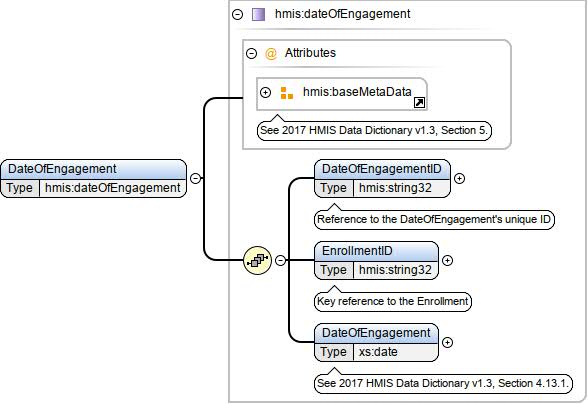 hmis:dateOfEngagement
@ Attributes
hmis:baseMetaData
See 2017 HMIS Data Dictionary v1.3, Section 5.
DateOfEngagement
Type hmis:dateOfEngagement
DateOfEngagementID
Type hmis:string32
Reference to the DateOfEngagement's unique ID
EnrollmentID
Type hmis:string32
Key reference to the Enrollment
DateOfEngagement
Type xs:date
See 2017 HMIS Data Dictionary v1.3, Section 4.13.1.